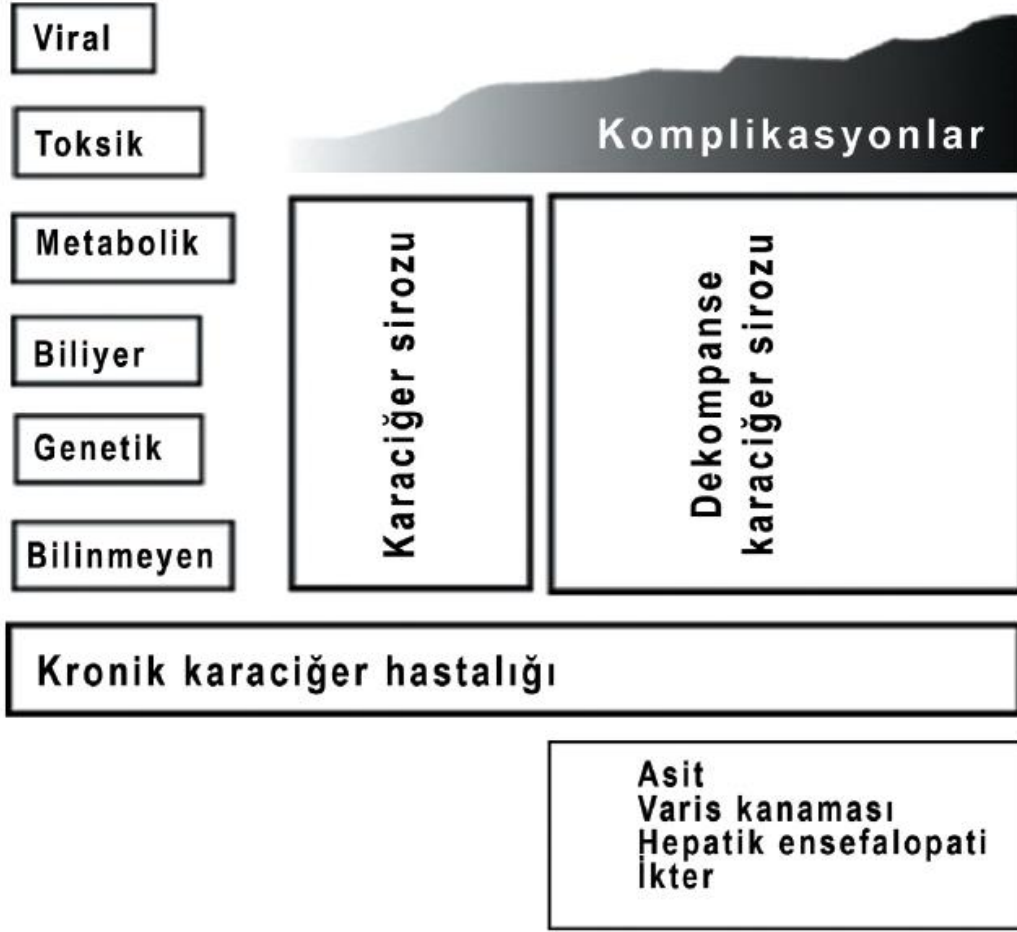 Viral
Toksik
Metabolik
Biliyer
Genetik
Bilinmeyen
Komplikasyonlar
Karaciğer sirozu
Dekompanse
karaciğer sirozu
Kronik karaciğer hastalığı
Asit
Varis kanaması
Hepatik ensefalopati
İkter